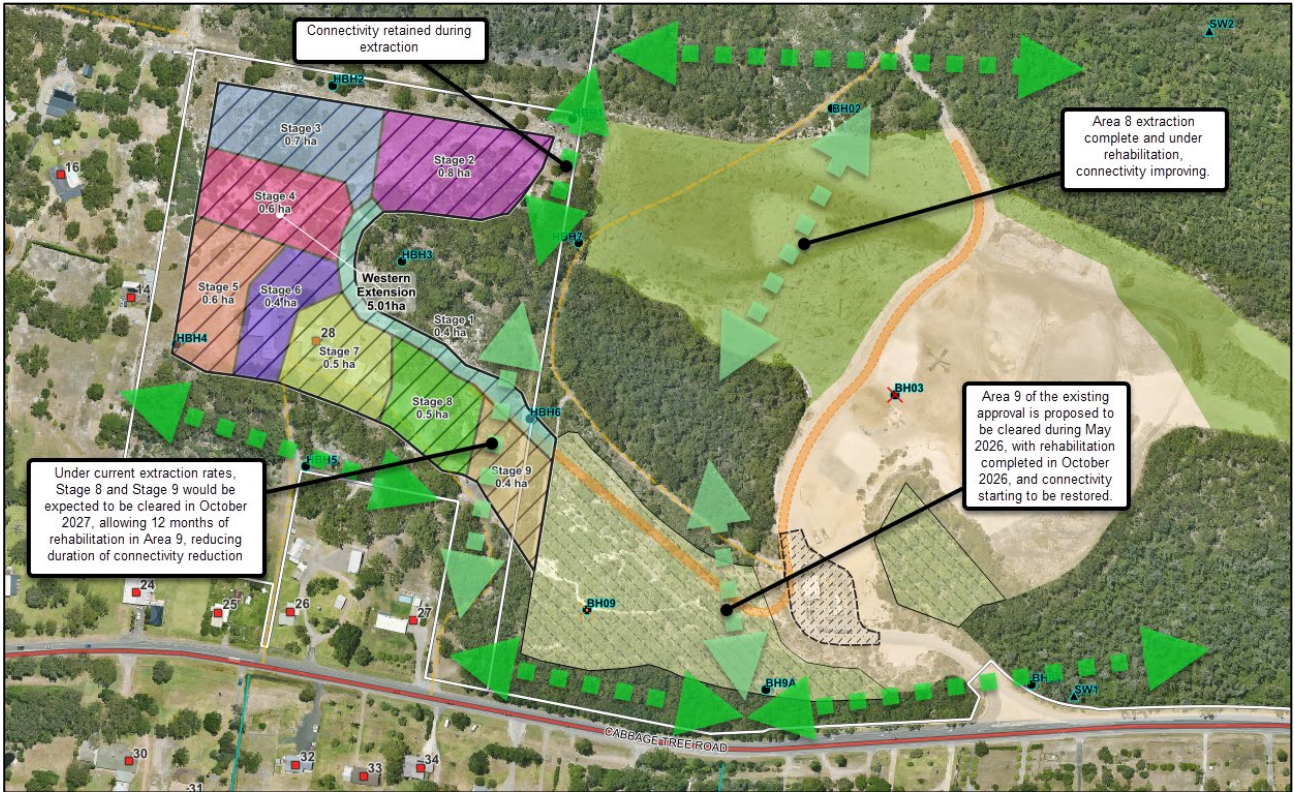 Connectivity retained during
extraction
SW2
HBH2
HBH1
BH02
Area 8 extraction
complete and under
rehabilitation,
connectivity improving.
Stage 3
0.7 ha
Stage 2
0.8 ha
16
Stage 4
0.6 ha
HBH7
HBH3
Western
Extension
5.01ha
Stage 5
0.6 ha
Stage 6
0.4 ha
14
Stage 1
0.4 ha
28
HBH4
Stage 7
0.5 ha
Stage 8
0.5 ha
BH03
HBH6
Area 9 of the existing
approval is proposed to
be cleared during May
2026, with rehabilitation
completed in October
2026, and connectivity
starting to be restored.
HBH5
Stage 9
0.4 ha
Under current extraction rates,
Stage 8 and Stage 9 would be
expected to be cleared in October
2027, allowing 12 months of
rehabilitation in Area 9, reducing
duration of connectivity reduction
24
25
26
27
BH09
BH9A
SW1
CABBAGE TREE ROAD
30
32
33
34
31